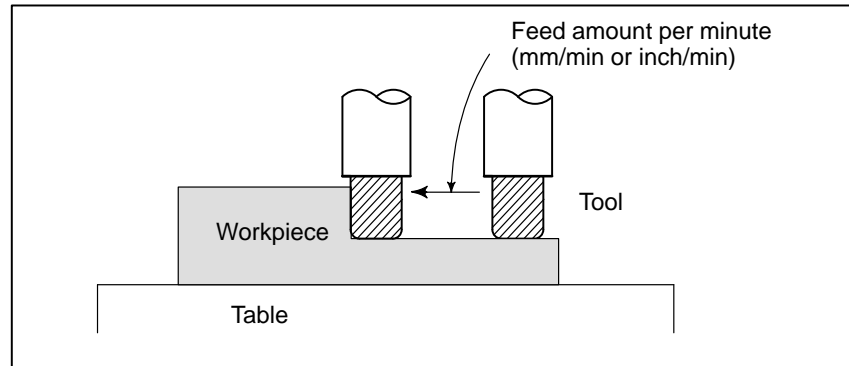 Feed amount per minute
(mm/min or inch/min)
Tool
Workpiece
Table